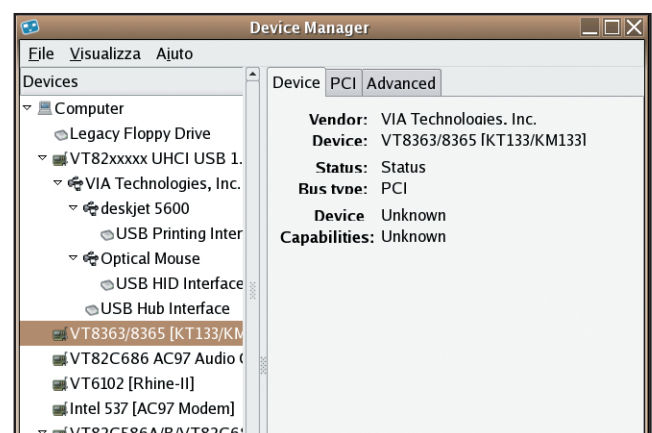 Device Manager
File Visualizza Aiuto
Devices
Computer
Legacy Floppy Drive
VT82xxxxx UHCI USB 1.
VIA Technologies, Inc.
deskjet 5600
USB Printing Inter
Optical Mouse
USB HID Interface
USB Hub Interface
VT8363/8365 [KT133/KM
VT82C686 AC97 Audio
VT6102 [Rhine-II]
Intel 537 [AC97 Modem]
VT82C586A/B/VT82C6
Device PCI Advanced
Vendor: VIA Technologies, Inc.
Device: VT8363/8365 [KT133/KM133]
Status: Status
Bus type: PCI
Device Unknown
Capabilities: Unknown